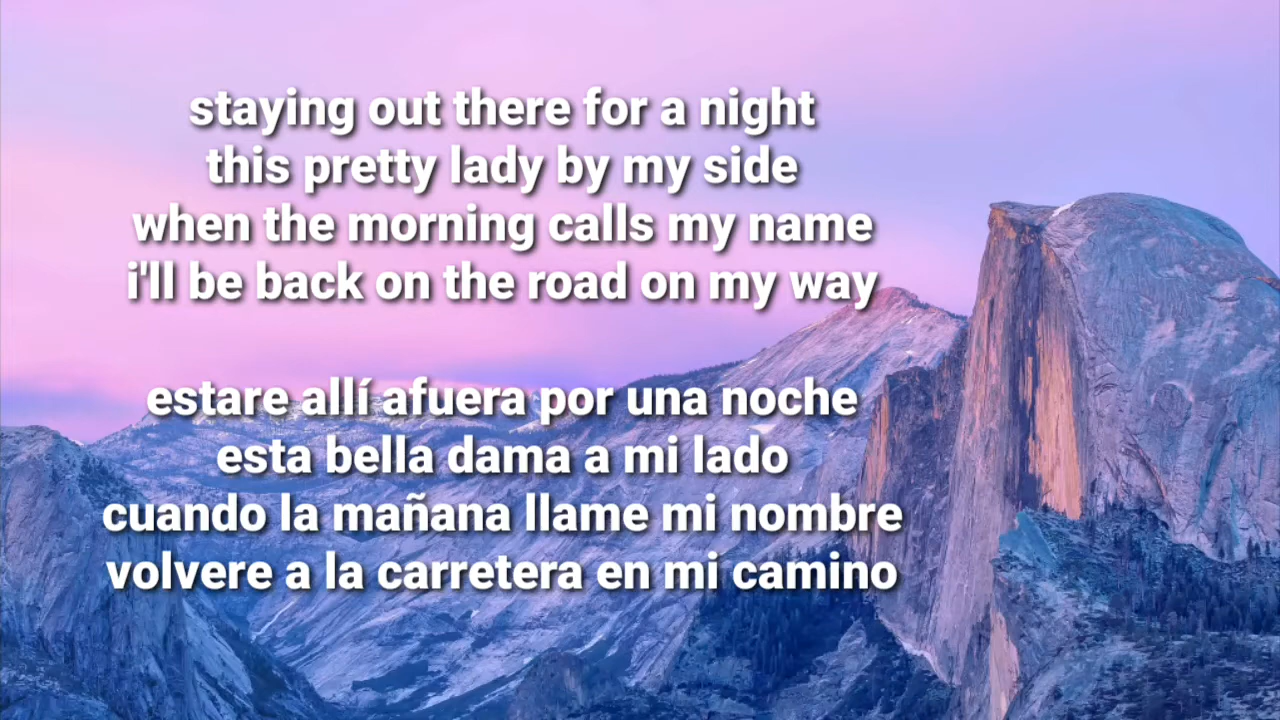 staying out there for a night
this pretty lady by my side
when the morning calls my name
i'll be back on the road on my way
estare allí afuera por una noche
esta bella dama a mi lado
cuando la mañana llame mi nombre
volvere a la carretera en mi camino